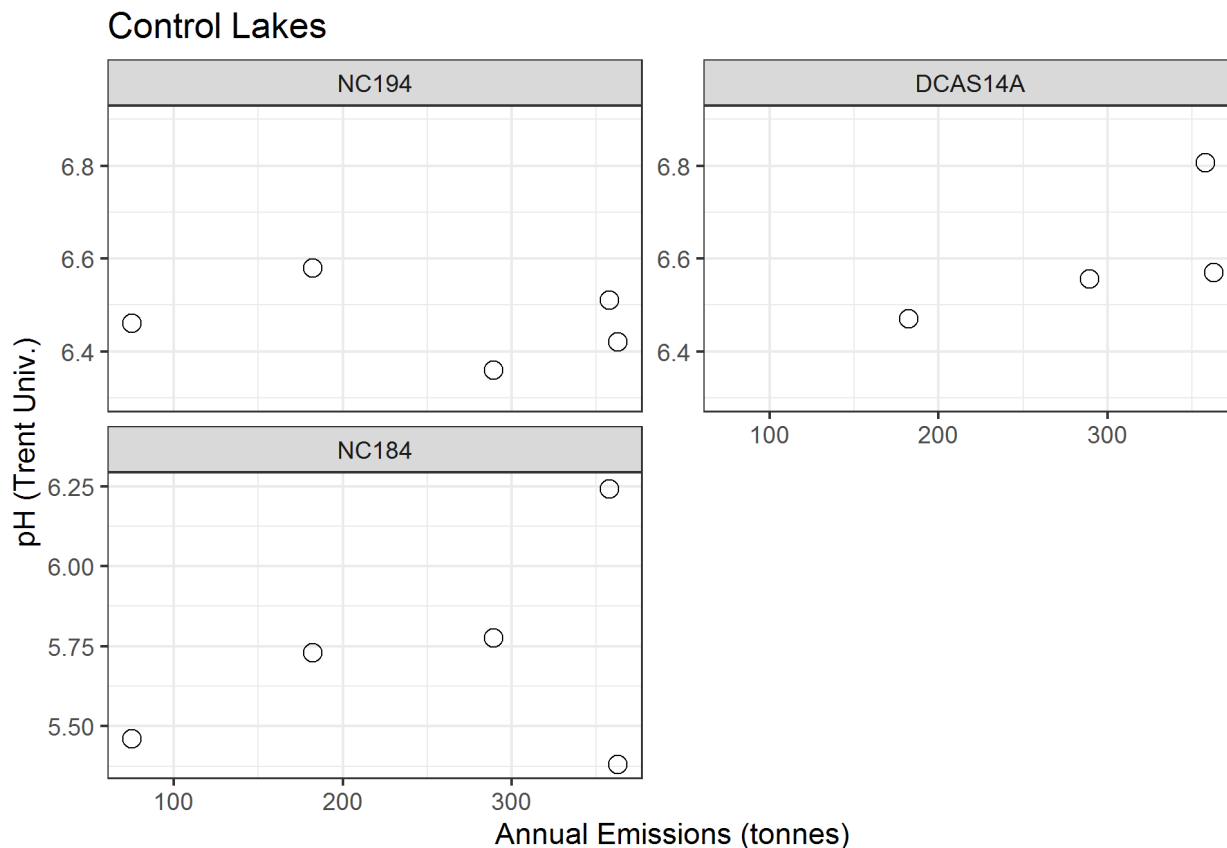 Control Lakes
NC194
DCAS14A
6.8
6.6
6.4
6.8
6.6
6.4
100
200
300
NC184
6.25
6.00
5.75
5.50
100
200
300
pH (Trent Univ.)
Annual Emissions (tonnes)